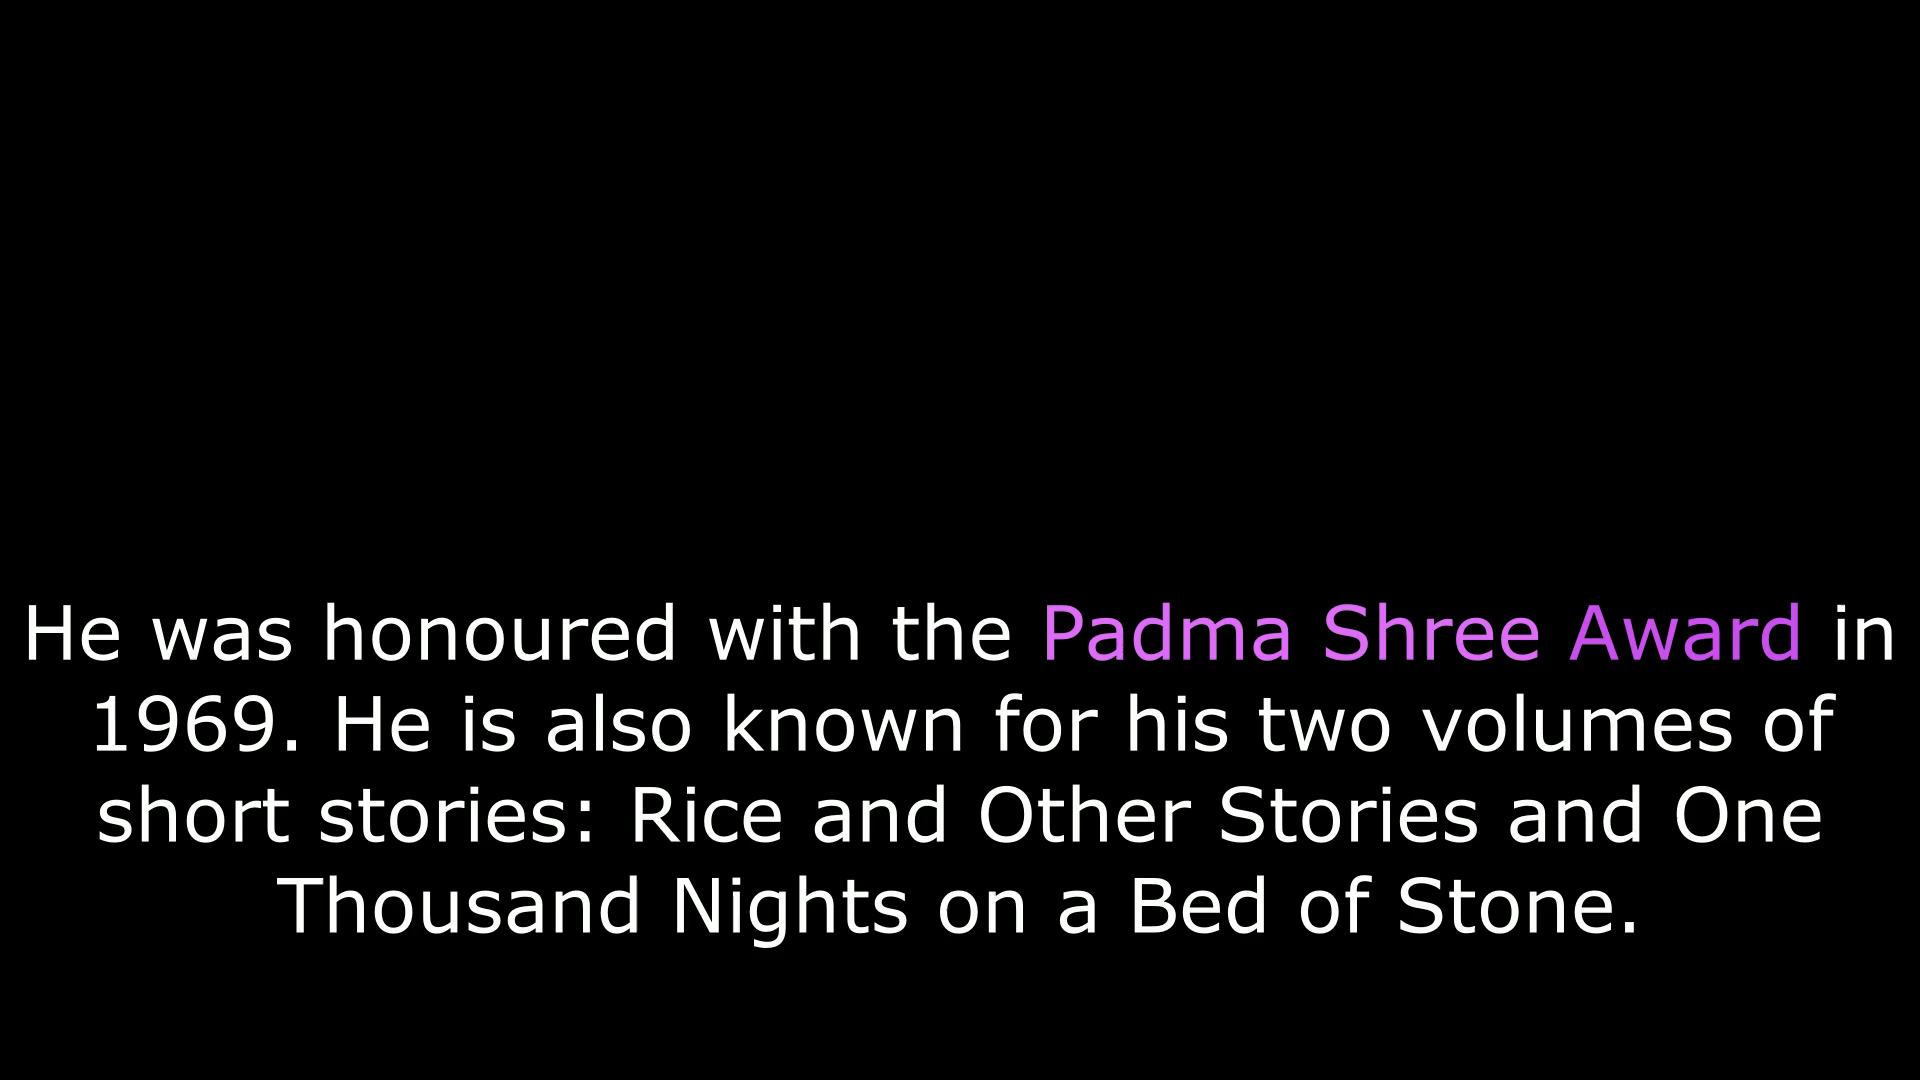 He was honoured with the Padma Shree Award in
1969. He is also known for his two volumes of
short stories: Rice and Other Stories and One
Thousand Nights on a Bed of Stone.